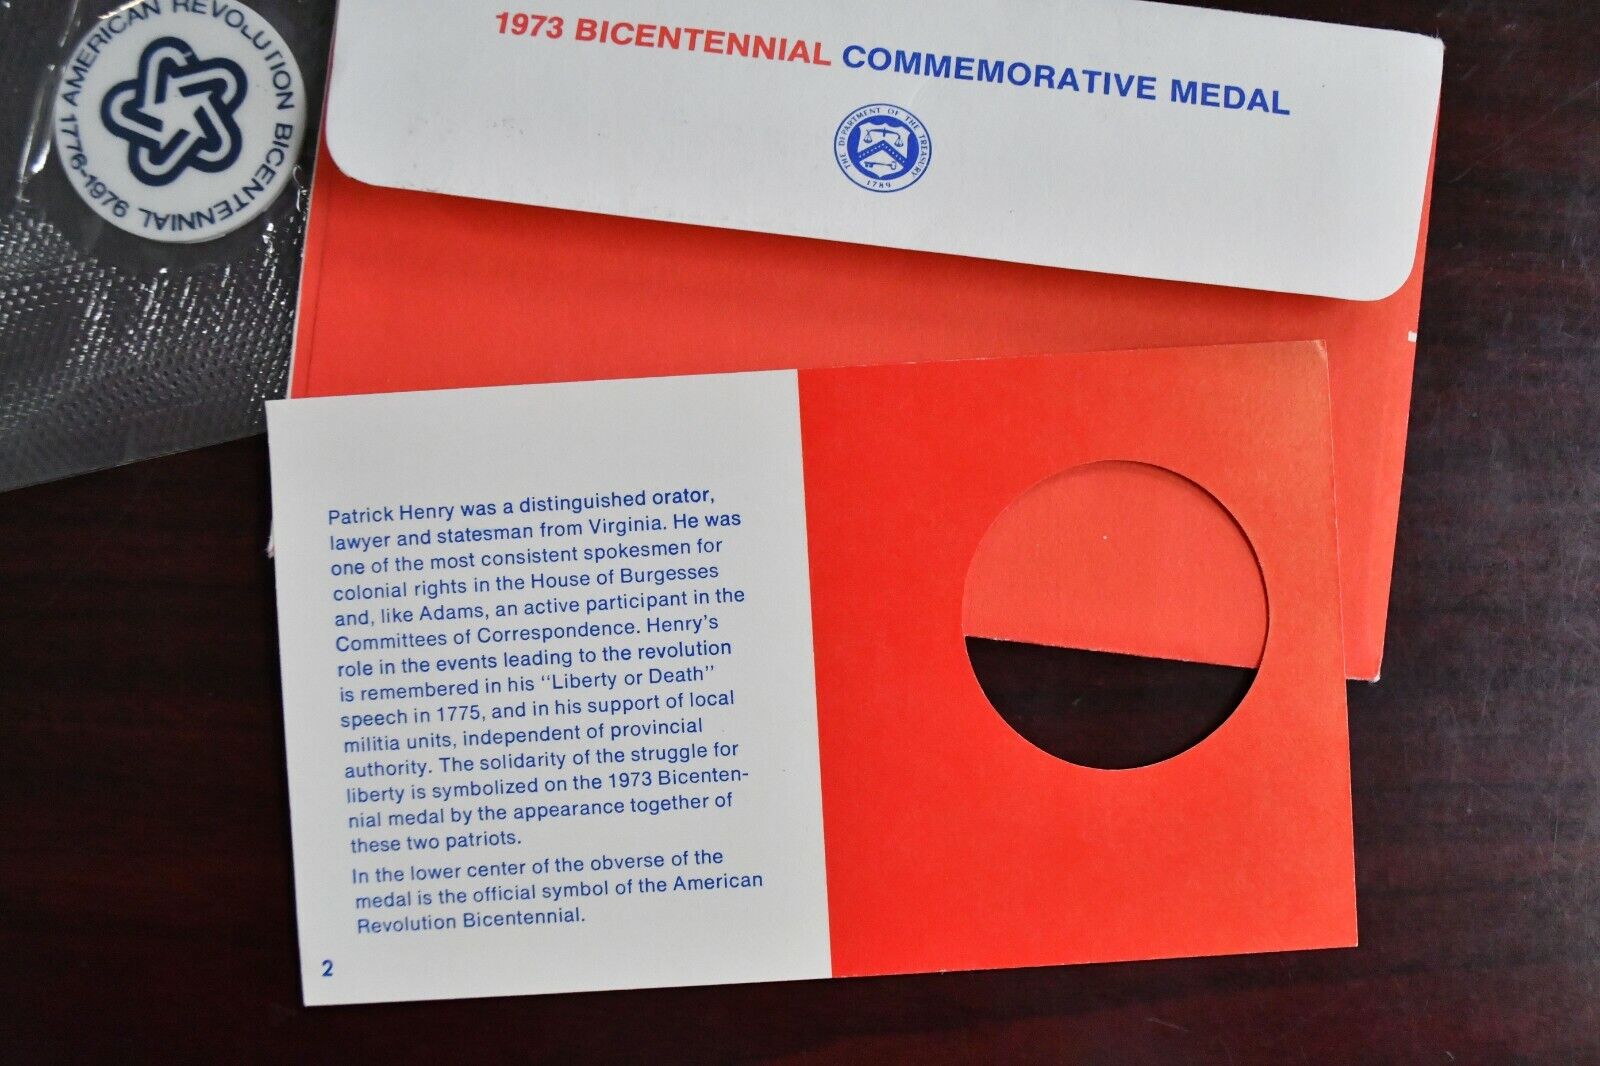 AMERICAN REVOLUTION BICENTENNIAL
1776-1976
1973 BICENTENNIAL COMMEMORATIVE MEDAL
THE DEPARTMENT OF THE TREASURY
1789
Patrick Henry was a distinguished orator,
lawyer and statesman from Virginia. He was
one of the most consistent spokesmen for
colonial rights in the House of Burgesses
and, like Adams, an active participant in the
Committees of Correspondence. Henry's
role in the events leading to the revolution
is remembered in his "Liberty or Death"
speech in 1775, and in his support of local
militia units, independent of provincial
authority. The solidarity of the struggle for
liberty is symbolized on the 1973 Bicenten-
nial medal by the appearance together of
these two patriots.
In the lower center of the obverse of the
medal is the official symbol of the American
Revolution Bicentennial.
2